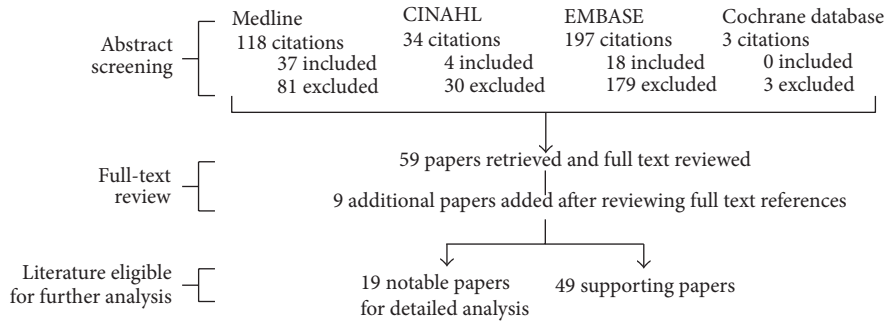 Abstract
screening
Medline
118 citations
37 included
81 excluded
CINAHL
34 citations
4 included
30 excluded
EMBASE
197 citations
18 included
179 excluded
Cochrane database
3 citations
0 included
3 excluded
Full-text
review
59 papers retrieved and full text reviewed
9 additional papers added after reviewing full text references
Literature eligible
for further analysis
19 notable papers
for detailed analysis
49 supporting papers